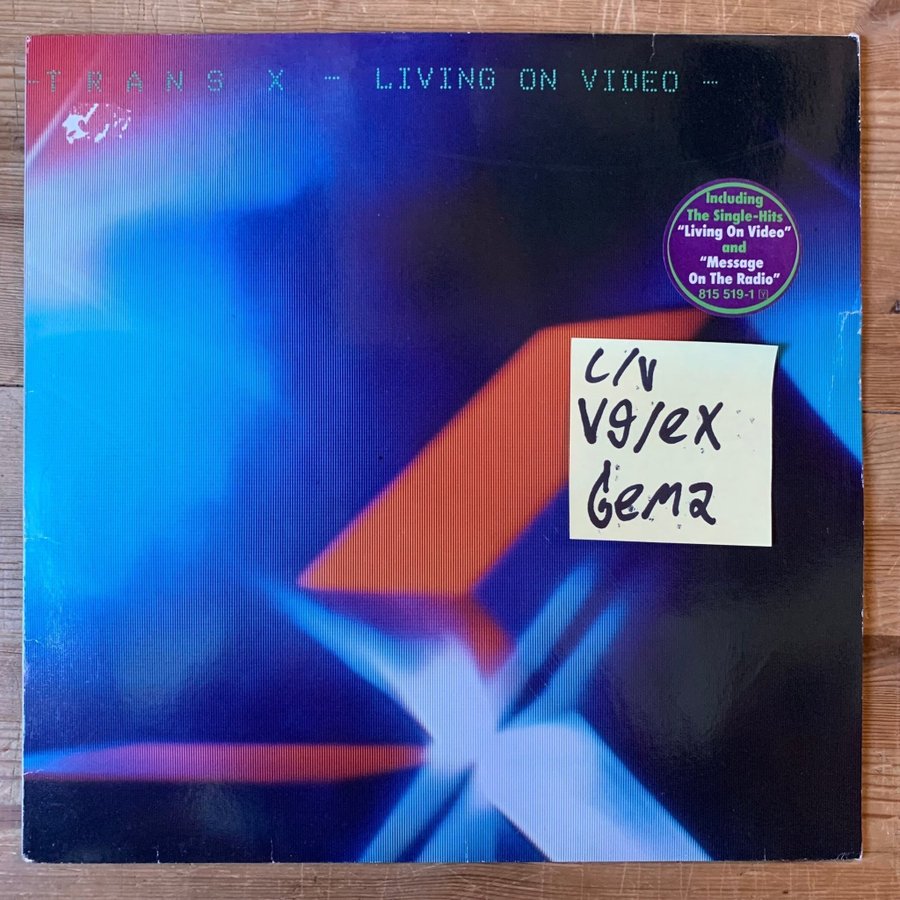 -TRANS X - LIVING ON VIDEO -
Including
The Single-Hits
“Living On Video”
and
“Message
On The Radio”
815 519-1 Y
c/v
vg/ex
Gema